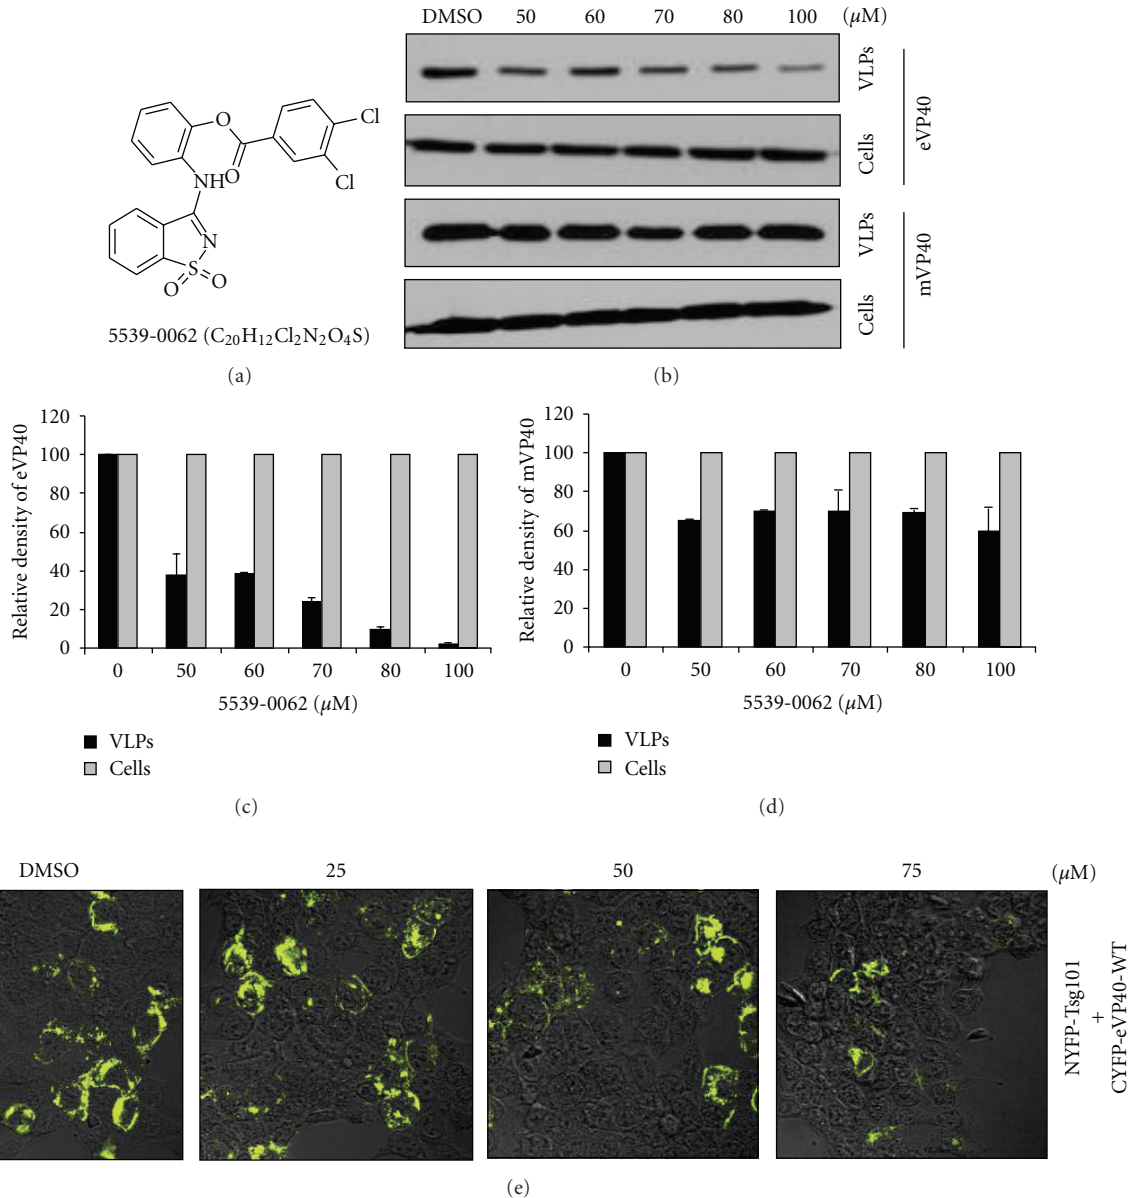 DMSO 50 60 70 80 100 (μM)
VLPs
Cells
eVP40
VLPs
Cells
mVP40
O
O
Cl
Cl
NH
N
S
O
O
5539-0062 (C₂₀H₁₂Cl₂N₂O₄S)
(a)
(b)
Relative density of eVP40
120
100
80
60
40
20
0
0 50 60 70 80 100
5539-0062 (μM)
VLPs
Cells
(c)
Relative density of mVP40
120
100
80
60
40
20
0
0 50 60 70 80 100
5539-0062 (μM)
VLPs
Cells
(d)
DMSO 25 50 75 (μM)
NYFP-Tsg101
+
CYFP-eVP40-WT
(e)